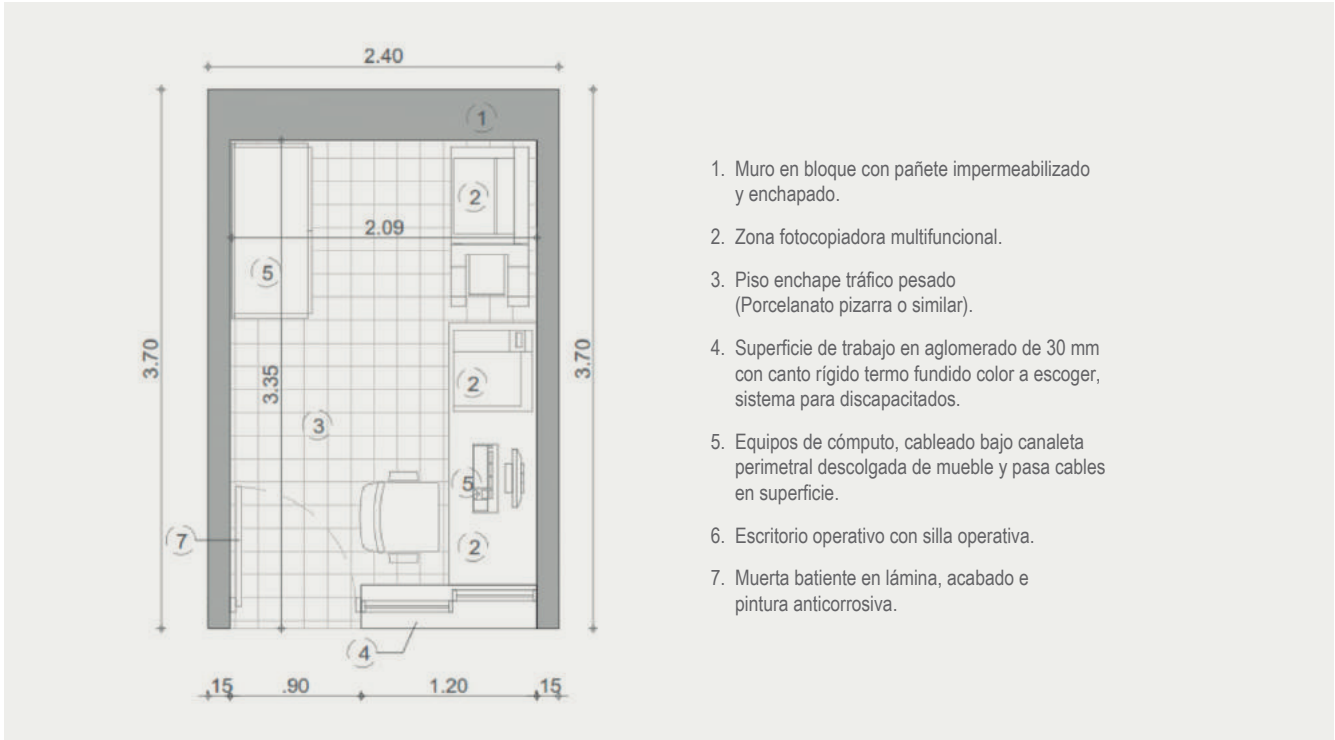 2.40
1
2
2.09
5
3.70
3.35
3.70
2
3
5
7
2
4
.15
.90
1.20
.15
1. Muro en bloque con pañete impermeabilizado
y enchapado.
2. Zona fotocopiadora multifuncional.
3. Piso enchape tráfico pesado
(Porcelanato pizarra o similar).
4. Superficie de trabajo en aglomerado de 30 mm
con canto rígido termo fundido color a escoger,
sistema para discapacitados.
5. Equipos de cómputo, cableado bajo canaleta
perimetral descolgada de mueble y pasa cables
en superficie.
6. Escritorio operativo con silla operativa.
7. Muerta batiente en lámina, acabado e
pintura anticorrosiva.